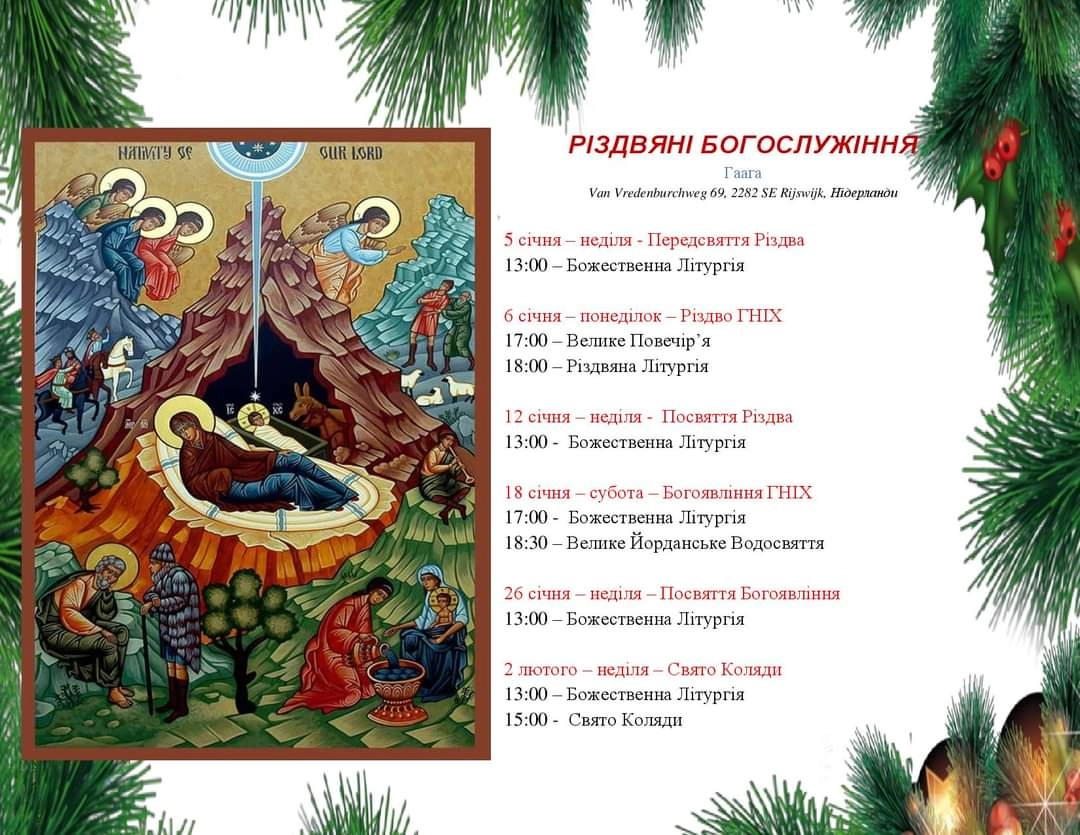 NATIVITY OF OUR LORD
РІЗДВЯНІ БОГОСЛУЖІННЯ
Гаага
Van Vredenburchweg 69, 2282 SE Rijswijk, Нідерланди
5 січня – неділя - Передсвяття Різдва
13:00 – Божественна Літургія
6 січня – понеділок – Різдво ГНІХ
17:00 – Велике Повечір’я
18:00 – Різдвяна Літургія
12 січня – неділя - Посвяття Різдва
13:00 - Божественна Літургія
18 січня – субота – Богоявління ГНІХ
17:00 - Божественна Літургія
18:30 – Велике Йорданське Водосвяття
26 січня – неділя – Посвяття Богоявління
13:00 – Божественна Літургія
2 лютого – неділя – Свято Коляди
13:00 – Божественна Літургія
15:00 - Свято Коляди